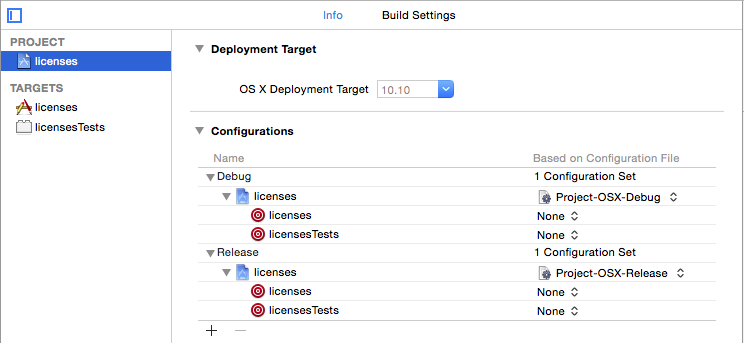 Info Build Settings
PROJECT
licenses
TARGETS
licenses
licensesTests
Deployment Target
OS X Deployment Target 10.10
Configurations
Name Based on Configuration File
Debug 1 Configuration Set
licenses Project-OSX-Debug
licenses None
licensesTests None
Release 1 Configuration Set
licenses Project-OSX-Release
licenses None
licensesTests None